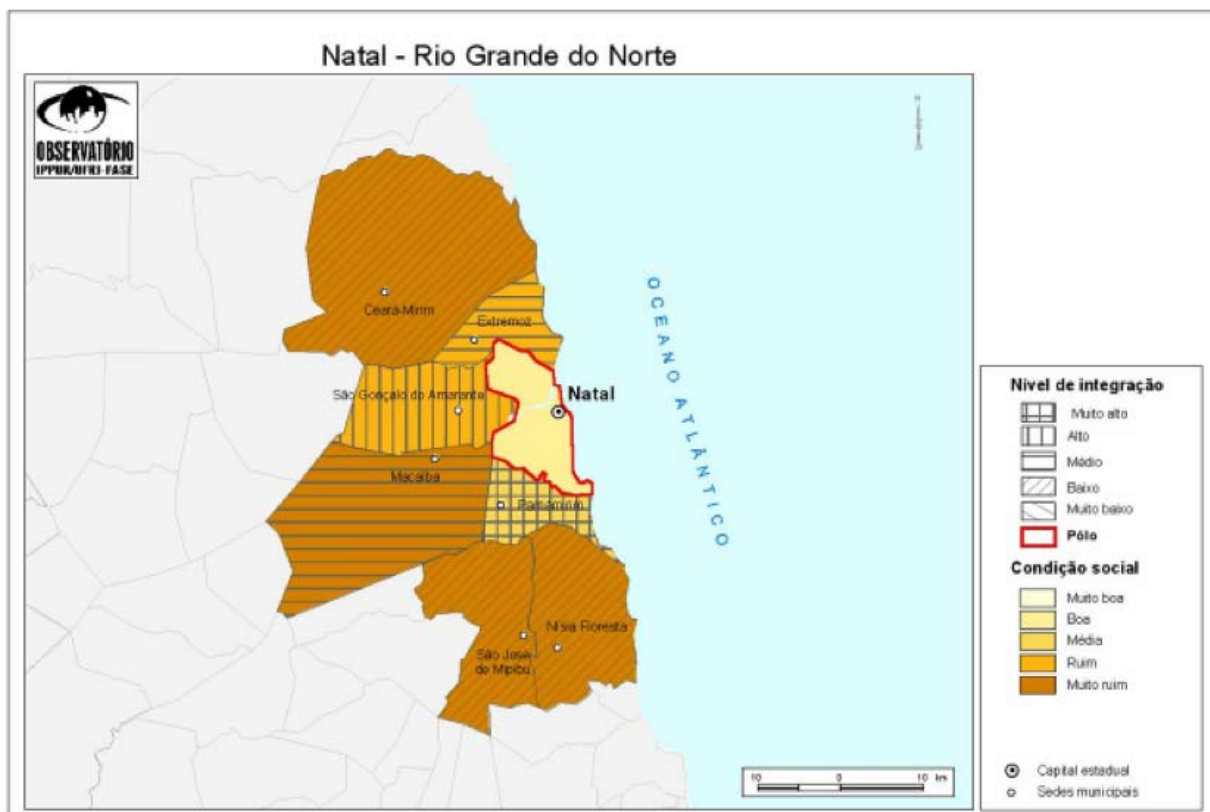 Natal - Rio Grande do Norte
OBSERVATÓRIO
IPPUR/UFRJ-FASE
Ceará-Mirim
Extremoz
São Gonçalo do Amarante
Natal
Macaíba
Parnamirim
Nísia Floresta
São José
de Mipibu
OCEANO ATLÂNTICO
10 0 10 km
Nível de integração
Muito alto
Alto
Médio
Baixo
Muito baixo
Pólo
Condição social
Muito boa
Boa
Média
Ruim
Muito ruim
Capital estadual
Sedes municipais